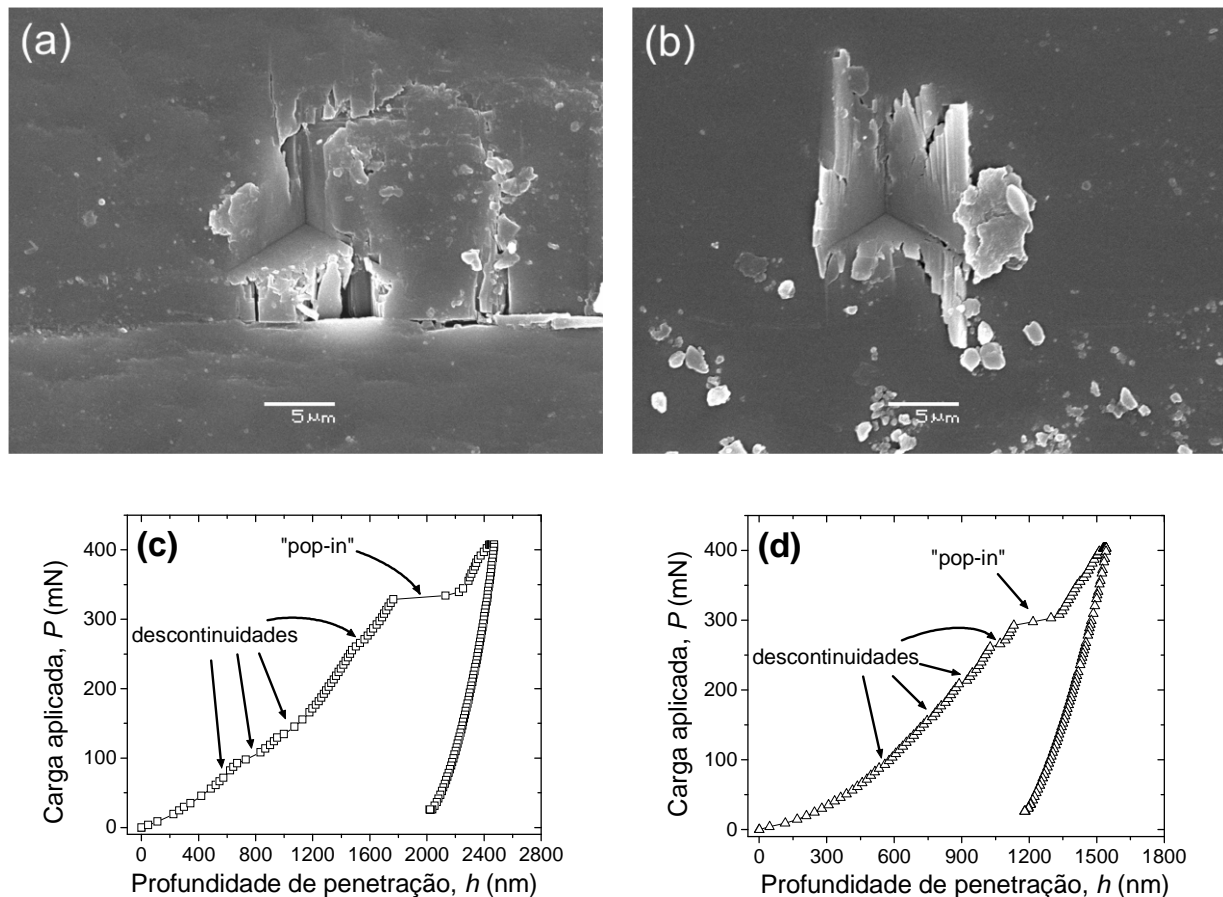 (a)
5 µm
(b)
5 µm
(c)
"pop-in"
descontinuidades
Carga aplicada, P (mN)
400
300
200
100
0
0 400 800 1200 1600 2000 2400 2800
Profundidade de penetração, h (nm)
(d)
"pop-in"
descontinuidades
Carga aplicada, P (mN)
400
300
200
100
0
0 300 600 900 1200 1500 1800
Profundidade de penetração, h (nm)